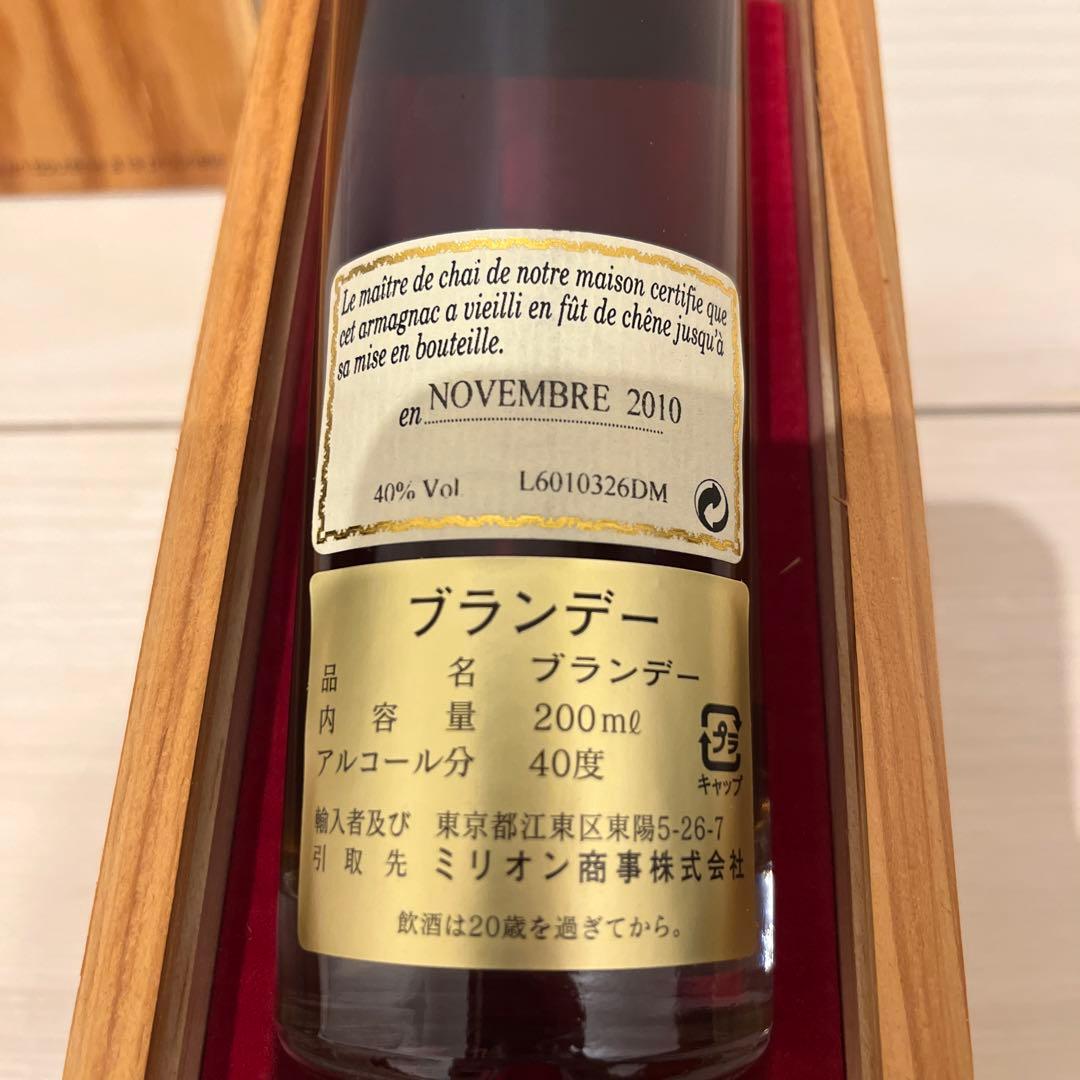 Le maître de chai de notre maison certifie que
cet armagnac a vieilli en fût de chêne jusqu'à
sa mise en bouteille.
en NOVEMBRE 2010
40% Vol L6010326DM
ブランデー
品名 ブランデー
内容量 200mℓ
アルコール分 40度
プラ
キャップ
輸入者及び 東京都江東区東陽5-26-7
引取先 ミリオン商事株式会社
飲酒は20歳を過ぎてから。